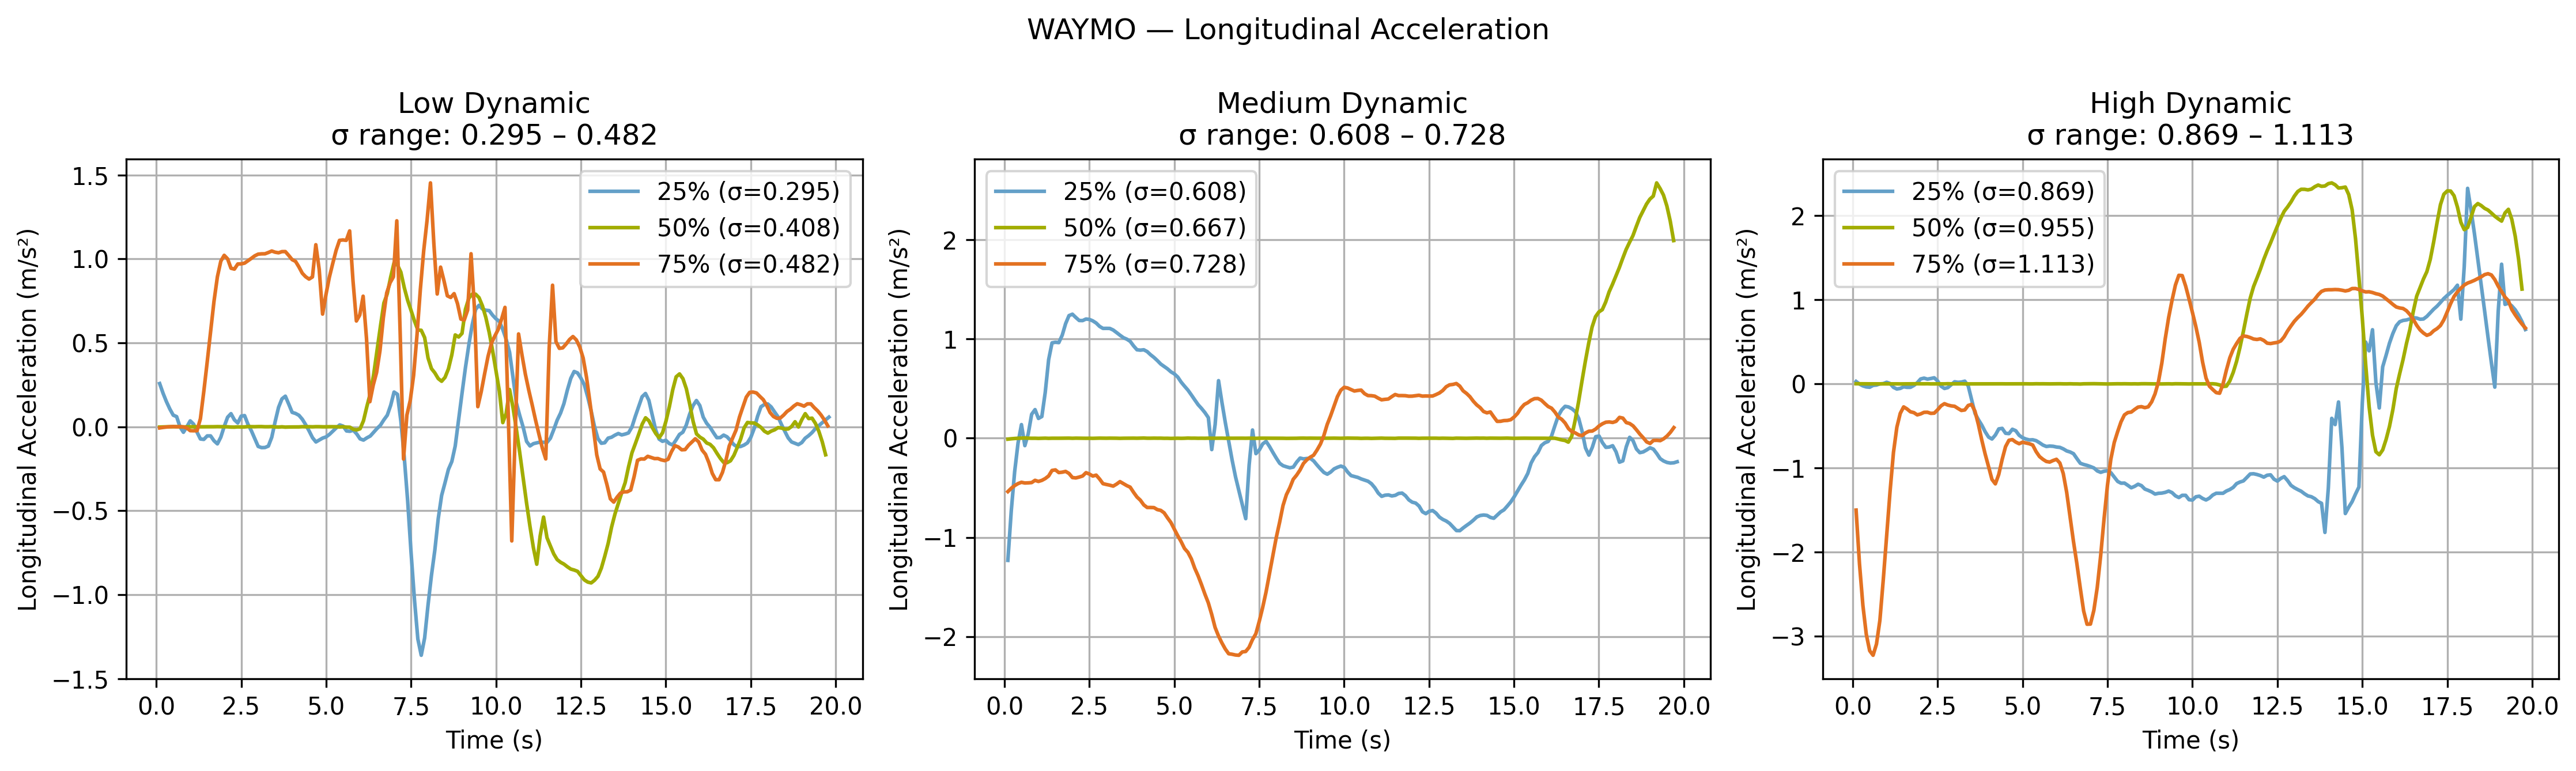 WAYMO — Longitudinal Acceleration
Low Dynamic
σ range: 0.295 – 0.482
Longitudinal Acceleration (m/s²)
1.5
1.0
0.5
0.0
−0.5
−1.0
−1.5
25% (σ=0.295)
50% (σ=0.408)
75% (σ=0.482)
0.0 2.5 5.0 7.5 10.0 12.5 15.0 17.5 20.0
Time (s)
Medium Dynamic
σ range: 0.608 – 0.728
Longitudinal Acceleration (m/s²)
2
1
0
−1
−2
25% (σ=0.608)
50% (σ=0.667)
75% (σ=0.728)
0.0 2.5 5.0 7.5 10.0 12.5 15.0 17.5 20.0
Time (s)
High Dynamic
σ range: 0.869 – 1.113
Longitudinal Acceleration (m/s²)
2
1
0
−1
−2
−3
25% (σ=0.869)
50% (σ=0.955)
75% (σ=1.113)
0.0 2.5 5.0 7.5 10.0 12.5 15.0 17.5 20.0
Time (s)